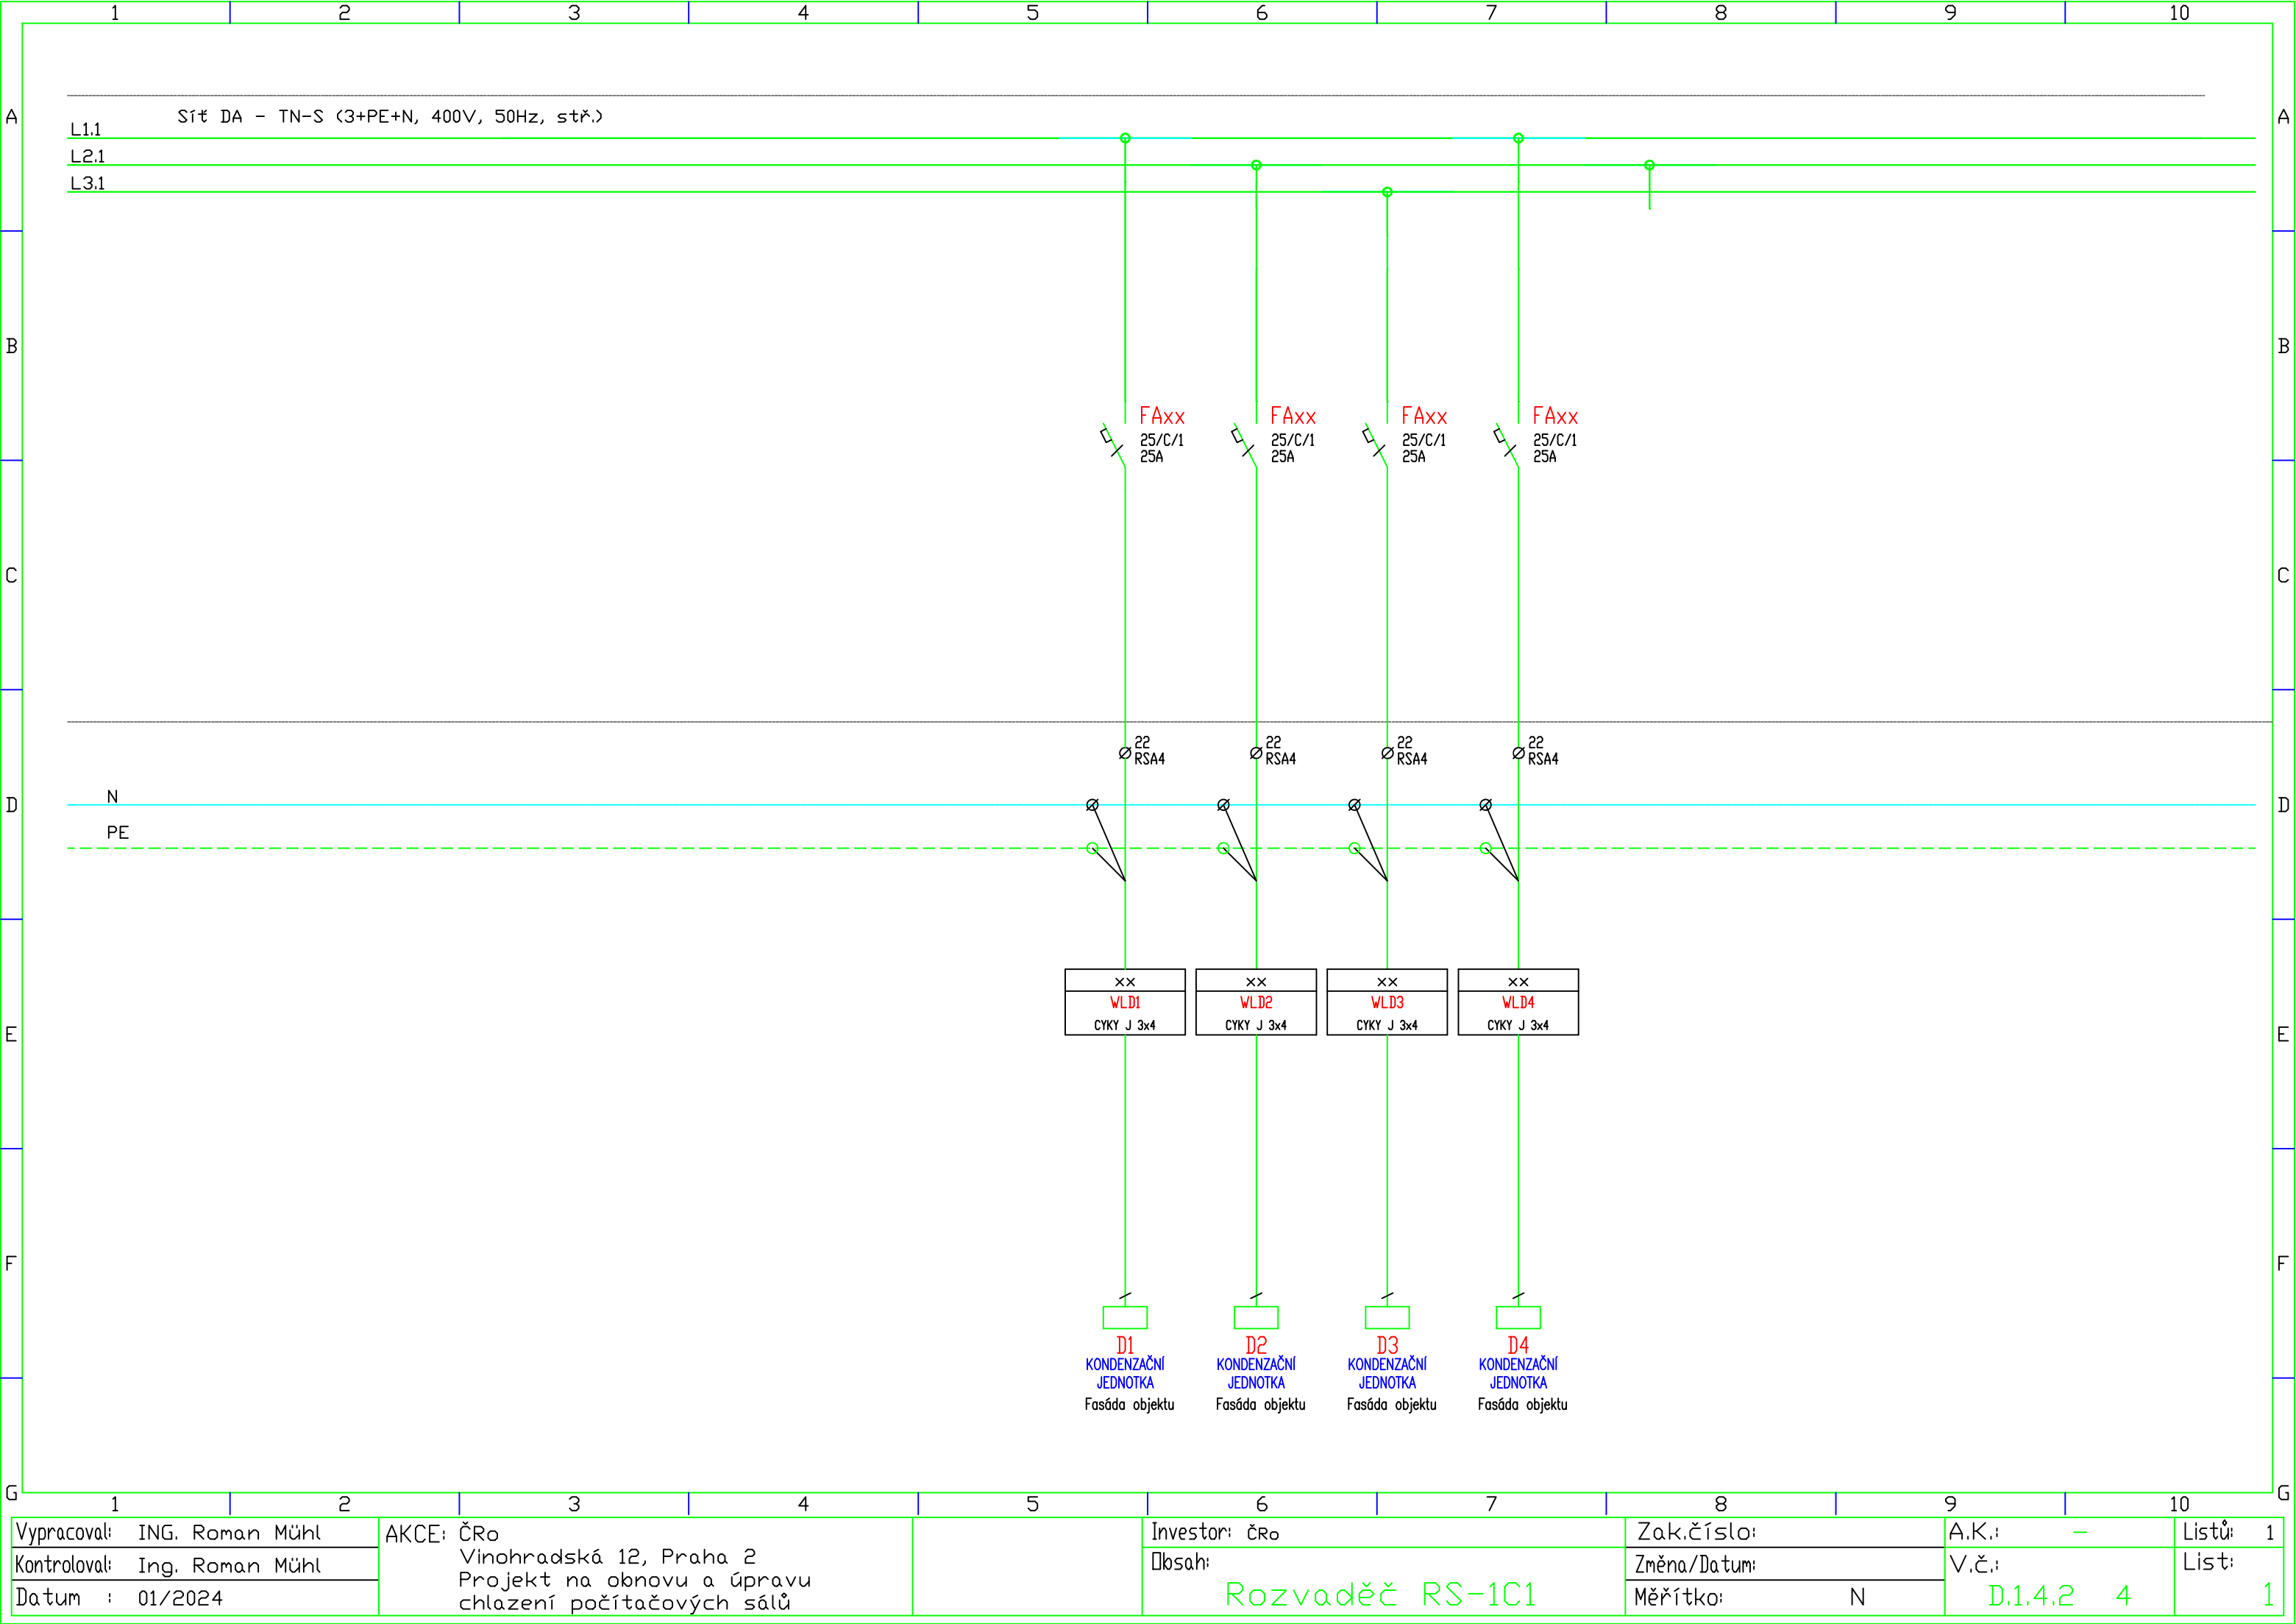 1 2 3 4 5 6 7 8 9 10
A A
Síť DA - TN-S (3+PE+N, 400V, 50Hz, stř.)
L1.1
L2.1
L3.1
B B
FAxx FAxx FAxx FAxx
25/C/1 25/C/1 25/C/1 25/C/1
25A 25A 25A 25A
C C
22 22 22 22
RSA4 RSA4 RSA4 RSA4
N
D D
PE
xx xx xx xx
WLD1 WLD2 WLD3 WLD4
CYKY J 3x4 CYKY J 3x4 CYKY J 3x4 CYKY J 3x4
E E
F F
D1 D2 D3 D4
KONDENZAČNÍ KONDENZAČNÍ KONDENZAČNÍ KONDENZAČNÍ
JEDNOTKA JEDNOTKA JEDNOTKA JEDNOTKA
Fasáda objektu Fasáda objektu Fasáda objektu Fasáda objektu
G G
1 2 3 4 5 6 7 8 9 10
Vypracoval: ING. Roman Mühl
Kontroloval: Ing. Roman Mühl
Datum : 01/2024
AKCE: ČRo
Vinohradská 12, Praha 2
Projekt na obnovu a úpravu
chlazení počítačových sálů
Investor: ČRo
Obsah:
Rozvaděč RS-1C1
Zak.číslo:
Změna/Datum:
Měřítko: N
A.K.: -
V.č.:
D.1.4.2 4
Listů: 1
List:
1